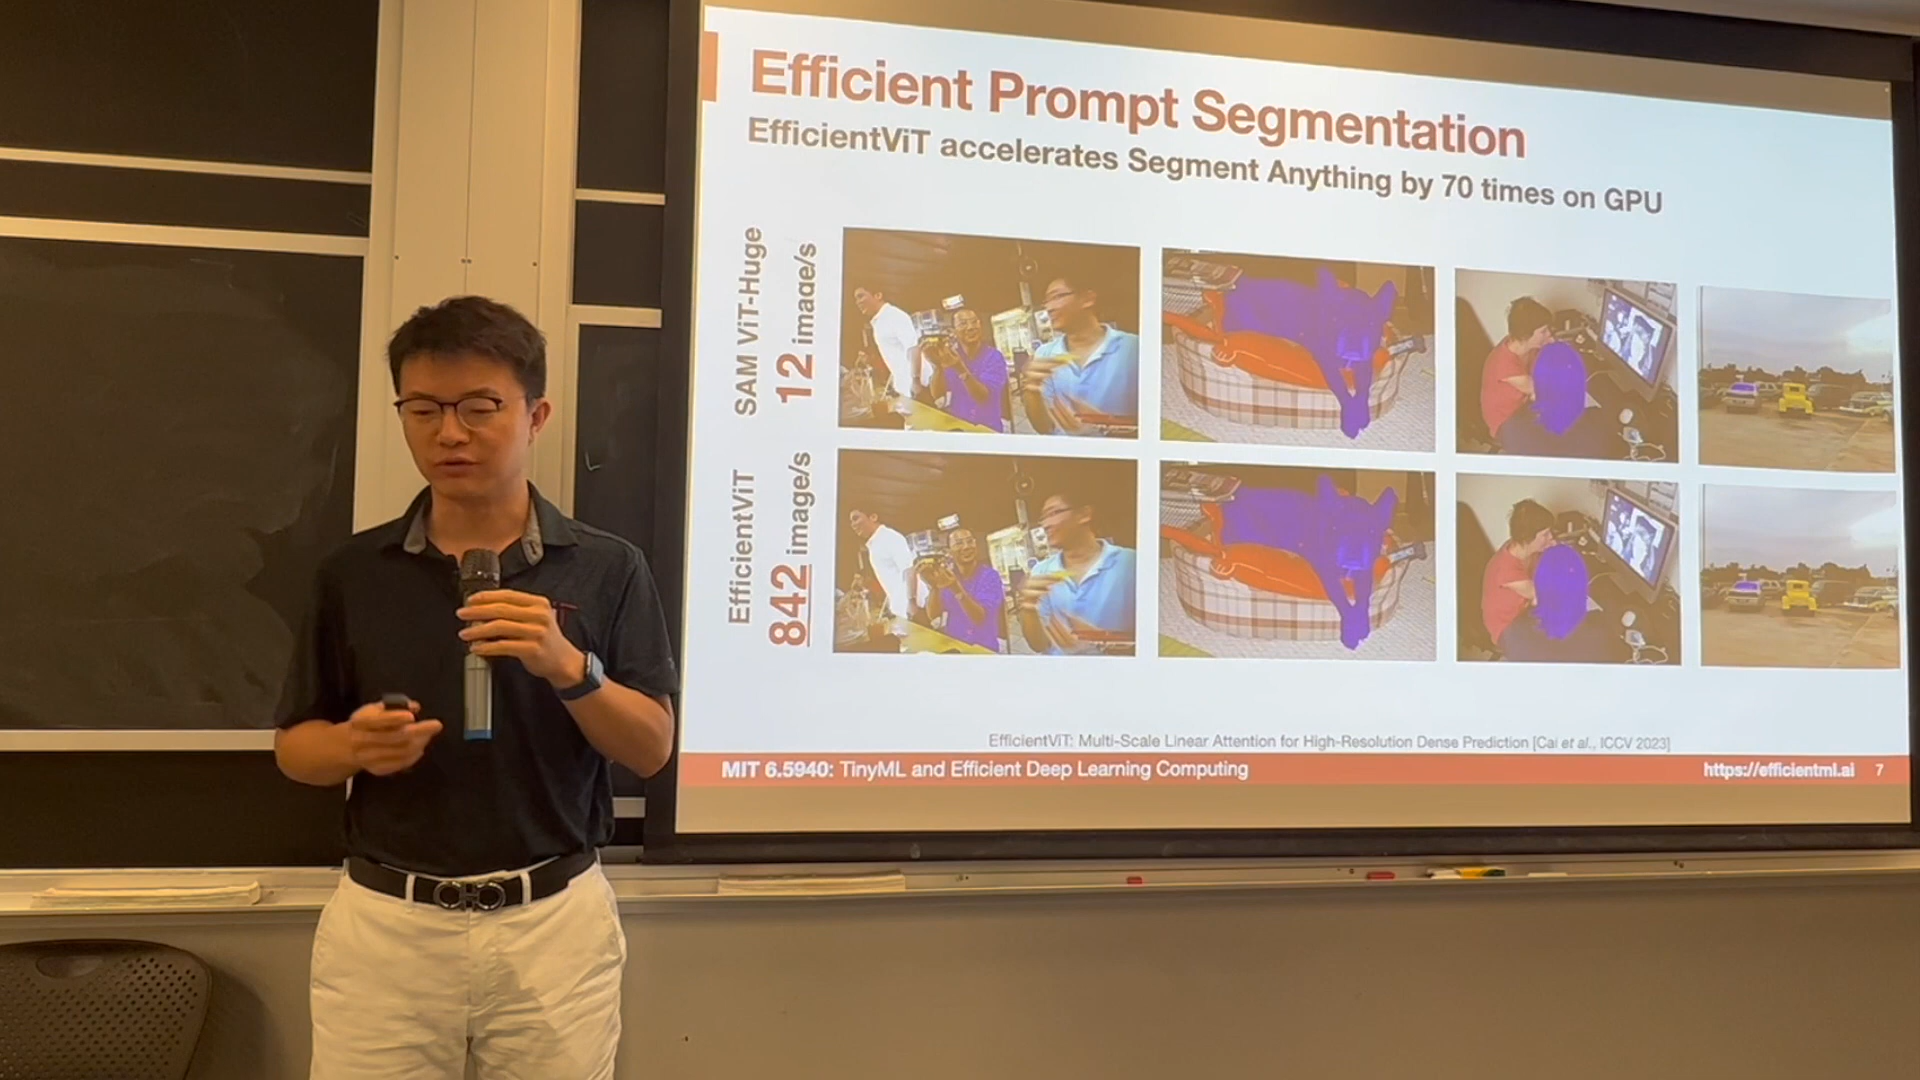 Efficient Prompt Segmentation
EfficientViT accelerates Segment Anything by 70 times on GPU
SAM ViT-Huge
12 image/s
EfficientViT
842 image/s
EfficientViT: Multi-Scale Linear Attention for High-Resolution Dense Prediction [Cai et al., ICCV 2023]
MIT 6.5940: TinyML and Efficient Deep Learning Computing
https://efficientml.ai 7